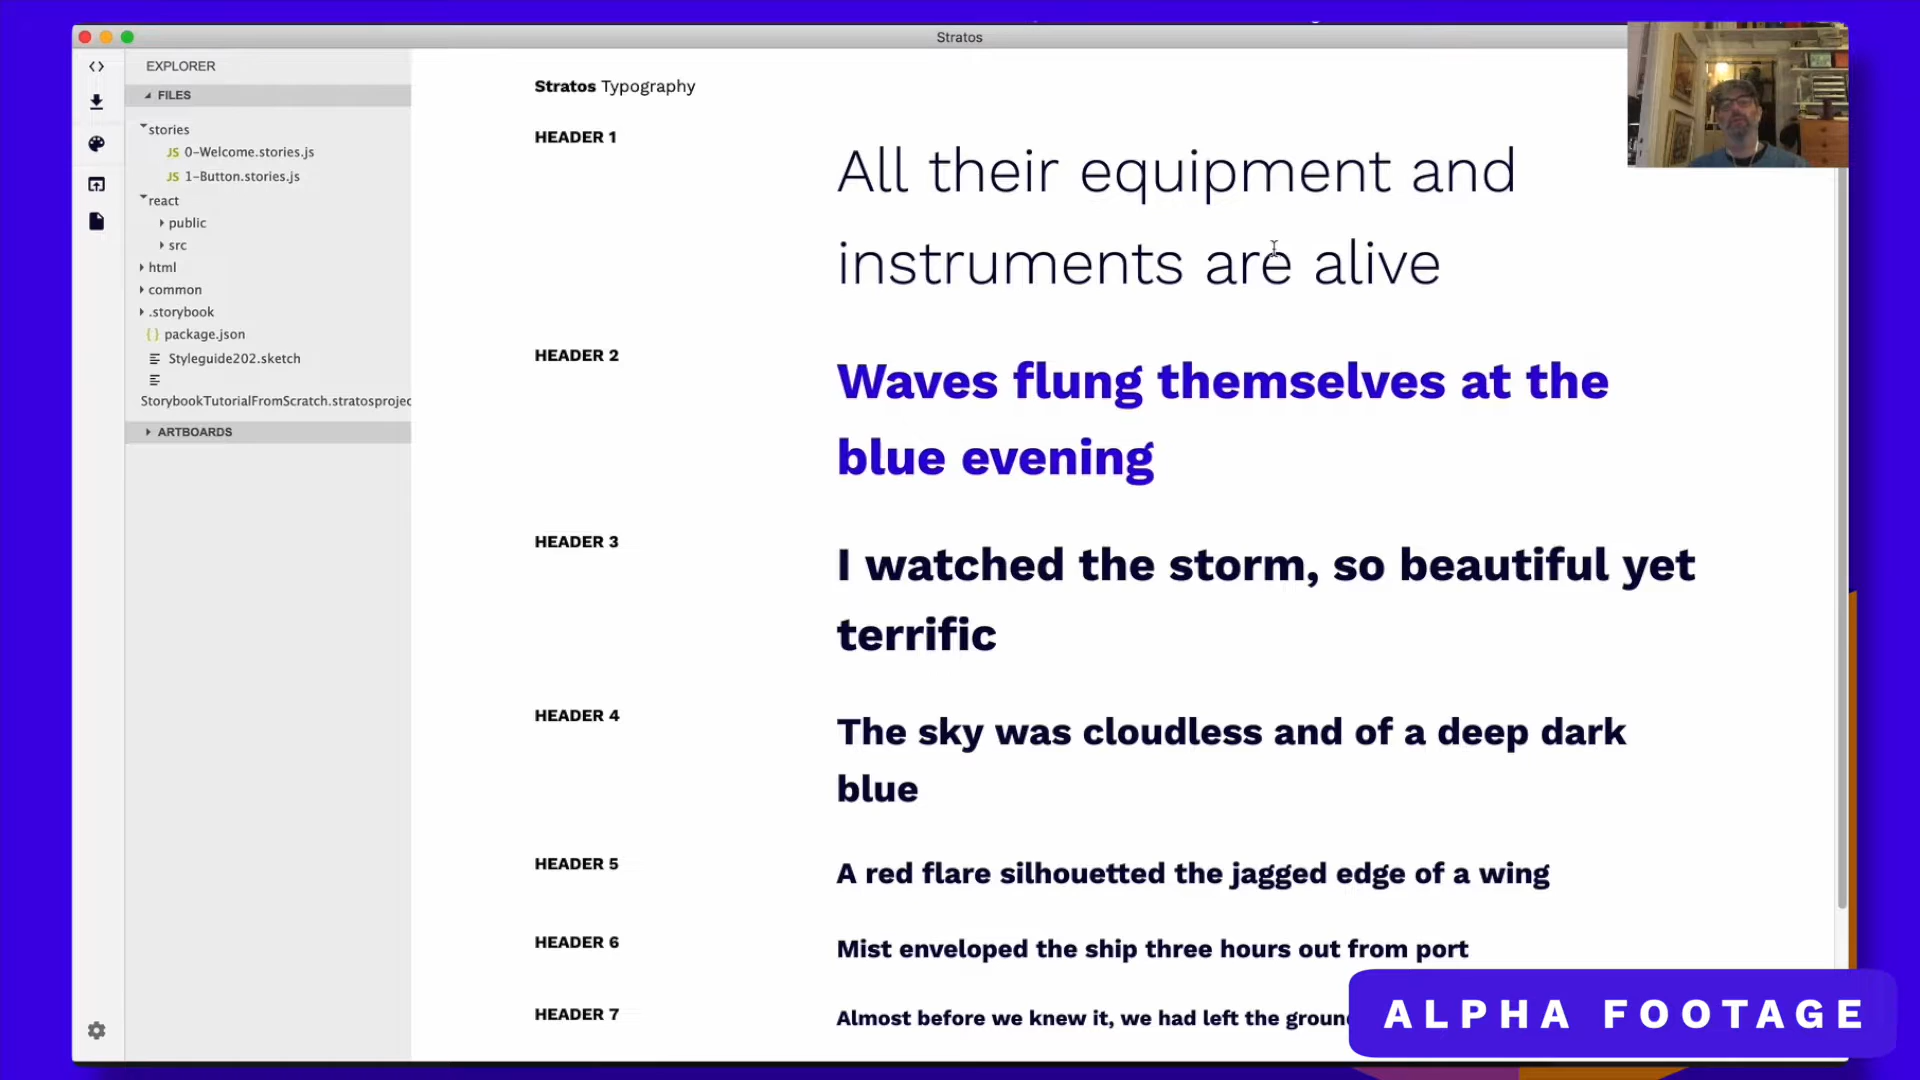 Stratos
EXPLORER
FILES
stories
JS 0-Welcome.stories.js
JS 1-Button.stories.js
react
public
src
html
common
.storybook
{} package.json
Styleguide202.sketch
StorybookTutorialFromScratch.stratosprojec
ARTBOARDS
Stratos Typography
HEADER 1
All their equipment and
instruments are alive
HEADER 2
Waves flung themselves at the
blue evening
HEADER 3
I watched the storm, so beautiful yet
terrific
HEADER 4
The sky was cloudless and of a deep dark
blue
HEADER 5
A red flare silhouetted the jagged edge of a wing
HEADER 6
Mist enveloped the ship three hours out from port
HEADER 7
Almost before we knew it, we had left the groun
ALPHA FOOTAGE